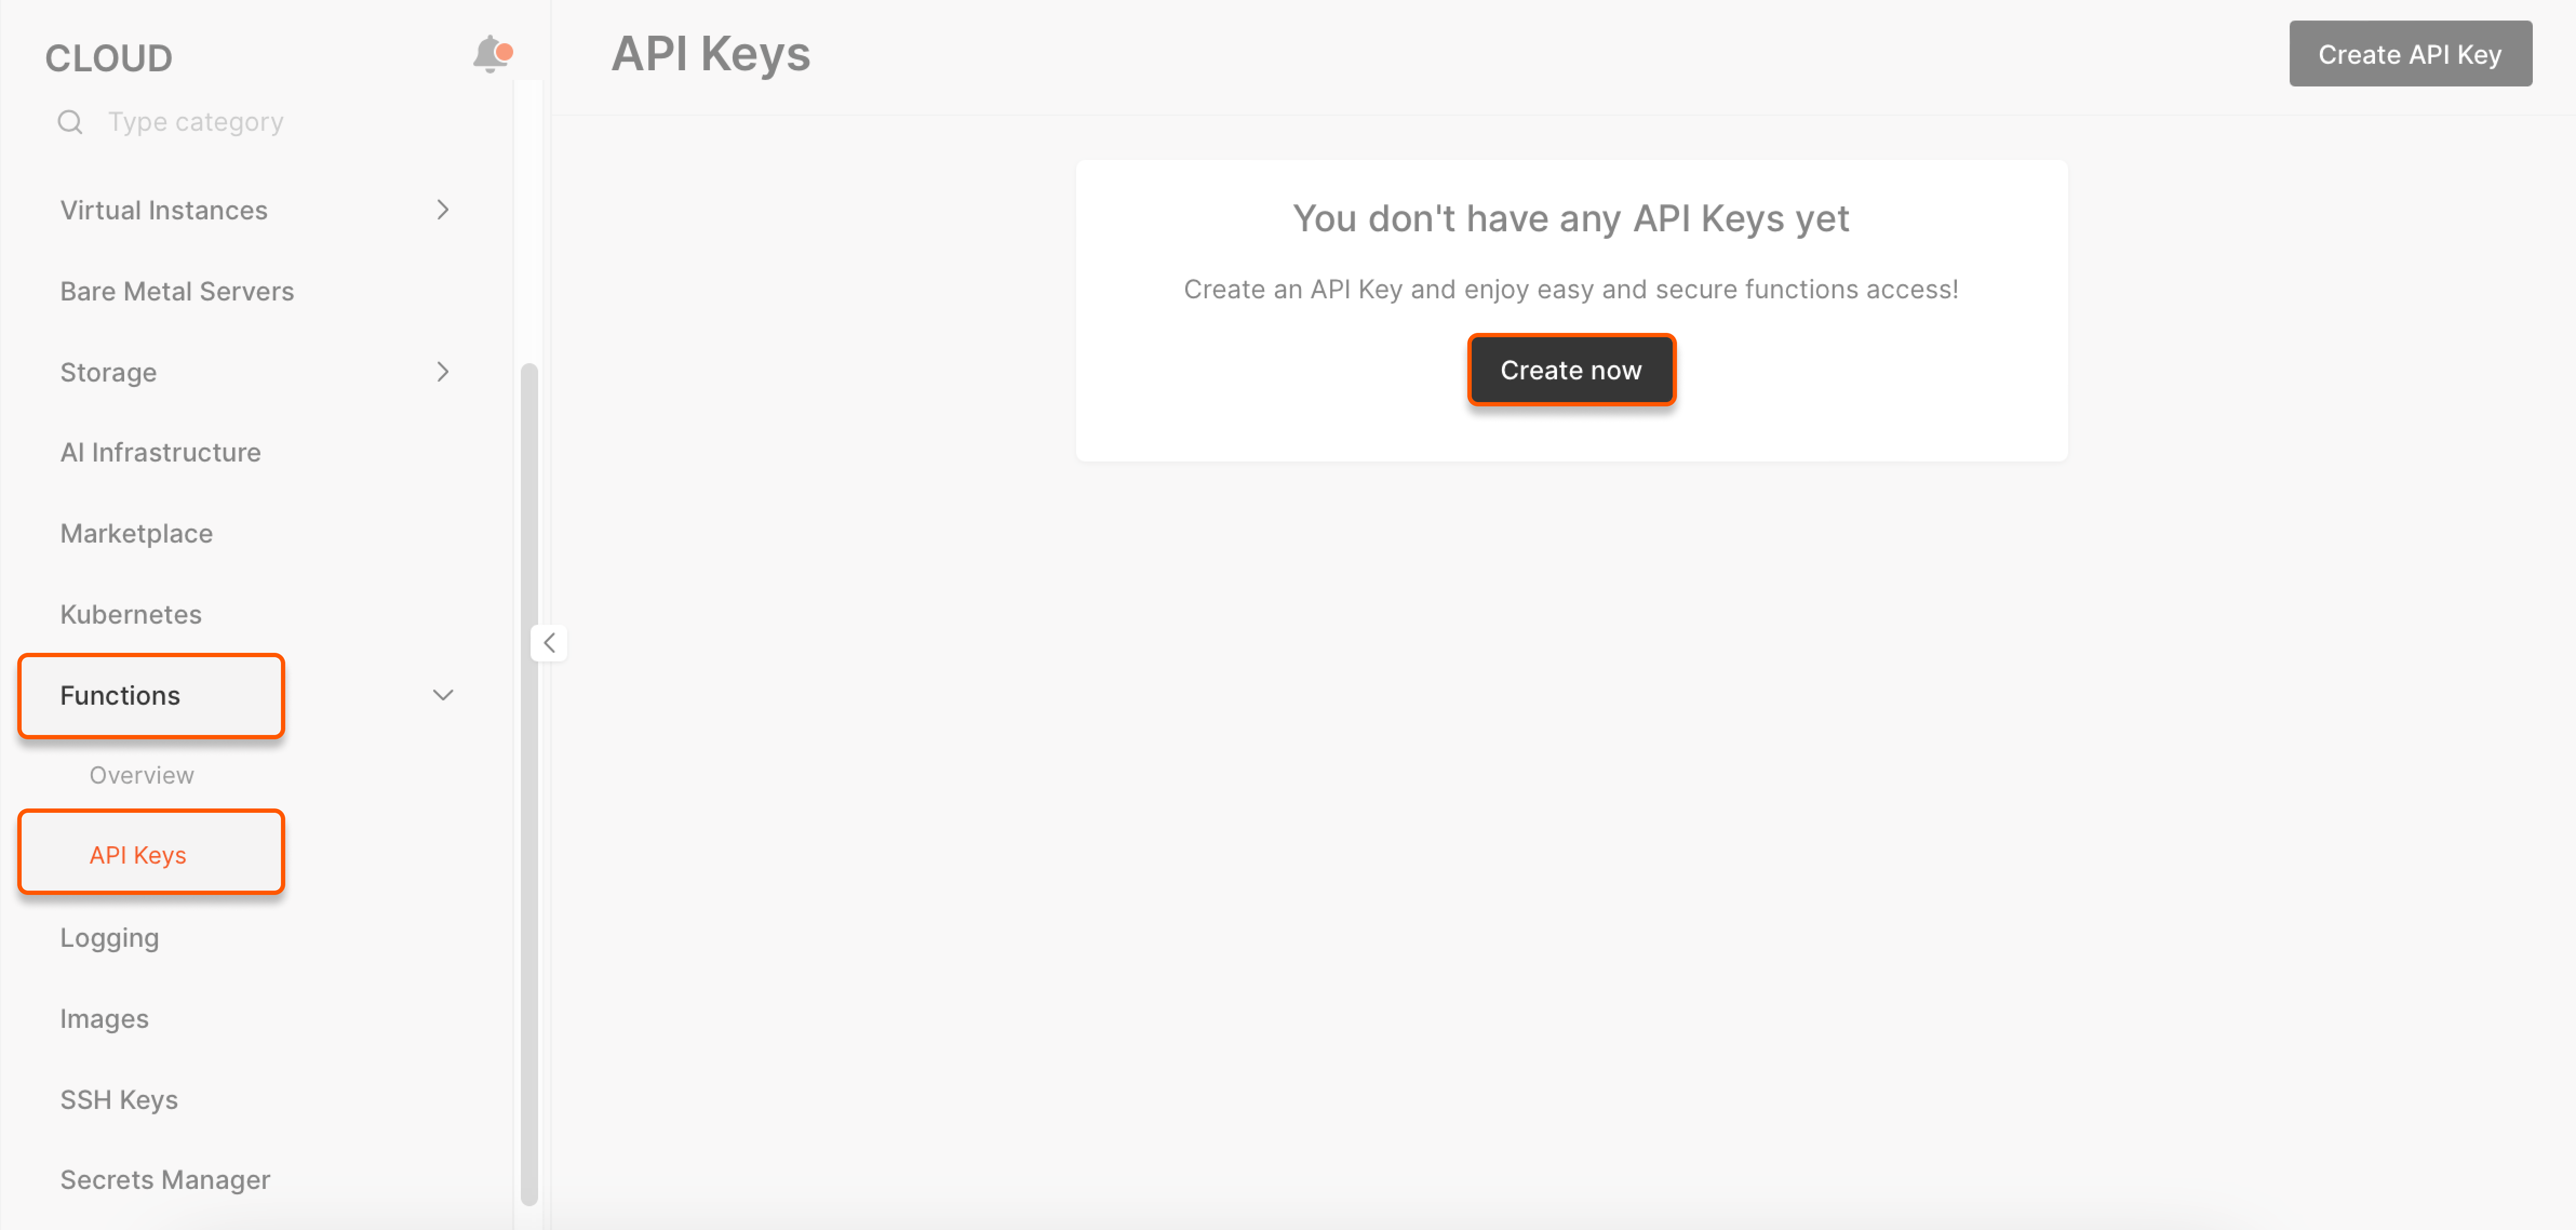 CLOUD
Type category
Virtual Instances
Bare Metal Servers
Storage
AI Infrastructure
Marketplace
Kubernetes
Functions
Overview
API Keys
Logging
Images
SSH Keys
Secrets Manager
API Keys
Create API Key
You don't have any API Keys yet
Create an API Key and enjoy easy and secure functions access!
Create now